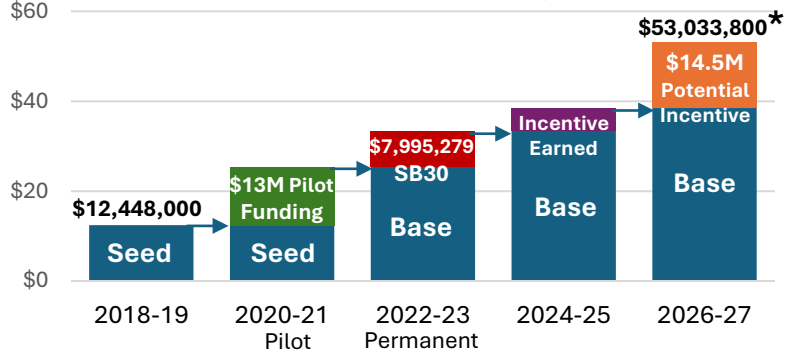 $60
$40
$20
$0
$12,448,000
Seed
$13M Pilot
Funding
Seed
$7,995,279
SB30
Base
Incentive
Earned
Base
$53,033,800*
$14.5M
Potential
Incentive
Base
2018-19
2020-21
Pilot
2022-23
Permanent
2024-25
2026-27